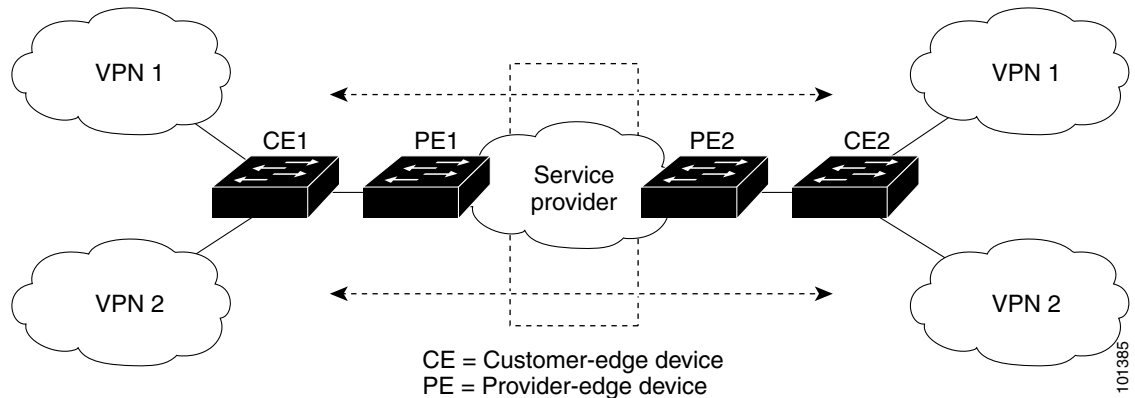 VPN 1
VPN 1
CE1
PE1
PE2
CE2
Service
provider
VPN 2
VPN 2
CE = Customer-edge device
PE = Provider-edge device
101385